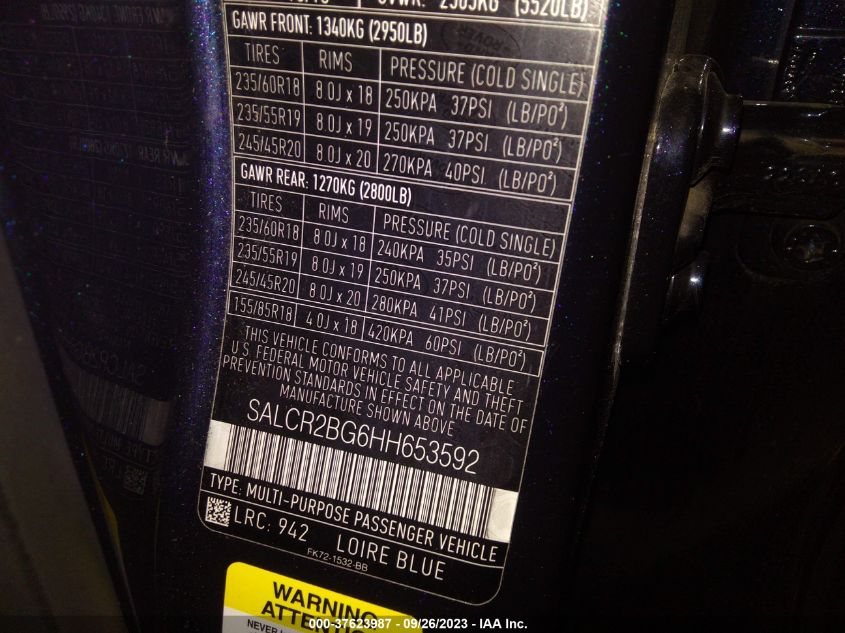 GVWR: 2505KG (5520LB)
GAWR FRONT: 1340KG (2950LB)
TIRES RIMS PRESSURE (COLD SINGLE)
235/60R18 8.0J x 18 250KPA 37PSI (LB/PO²)
235/55R19 8.0J x 19 250KPA 37PSI (LB/PO²)
245/45R20 8.0J x 20 270KPA 40PSI (LB/PO²)
GAWR REAR: 1270KG (2800LB)
TIRES RIMS PRESSURE (COLD SINGLE)
235/60R18 8.0J x 18 240KPA 35PSI (LB/PO²)
235/55R19 8.0J x 19 250KPA 37PSI (LB/PO²)
245/45R20 8.0J x 20 280KPA 41PSI (LB/PO²)
155/85R18 4.0J x 18 420KPA 60PSI (LB/PO²)
THIS VEHICLE CONFORMS TO ALL APPLICABLE
U.S. FEDERAL MOTOR VEHICLE SAFETY AND THEFT
PREVENTION STANDARDS IN EFFECT ON THE DATE OF
MANUFACTURE SHOWN ABOVE
SALCR2BG6HH653592
TYPE: MULTI-PURPOSE PASSENGER VEHICLE
LRC: 942 LOIRE BLUE
FK72-1532-BB
WARNING
ATTENTI
NEVER
000-37623987 - 09/26/2023 - IAA Inc.